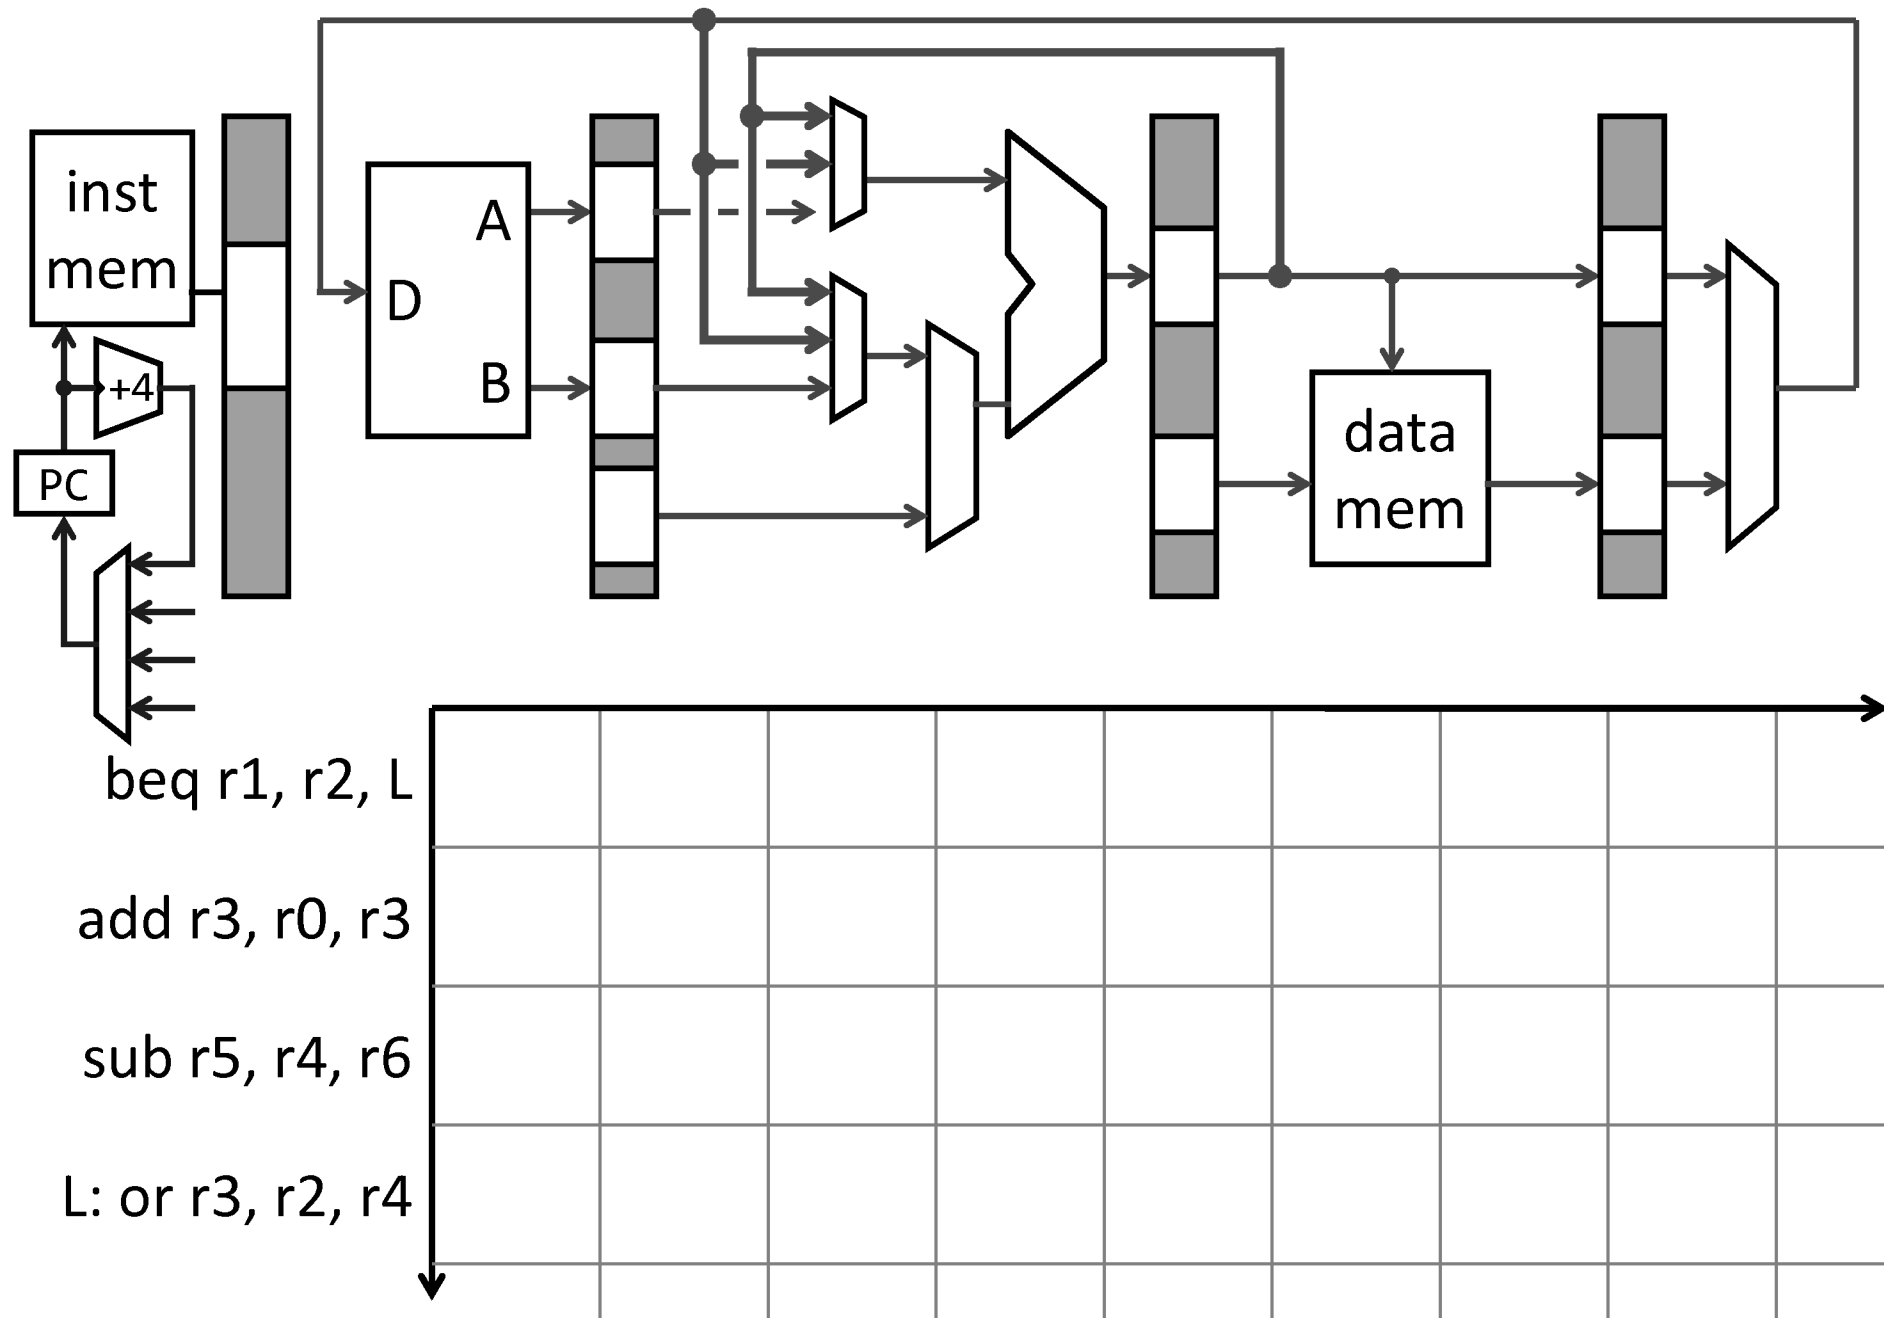 inst
mem
+4
PC
A
D
B
data
mem
beq r1, r2, L
add r3, r0, r3
sub r5, r4, r6
L: or r3, r2, r4